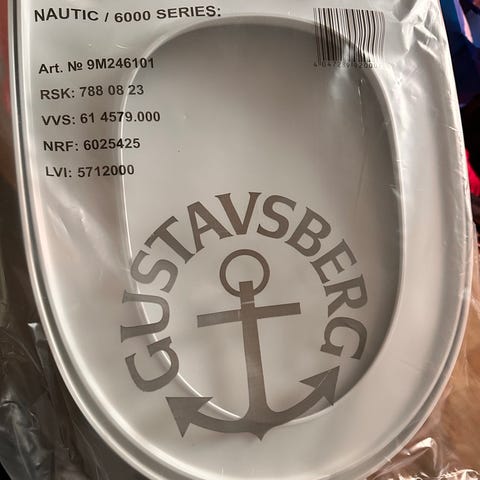 NAUTIC / 6000 SERIES:
Art. № 9M246101
RSK: 788 08 23
VVS: 61 4579.000
NRF: 6025425
LVI: 5712000
GUSTAVSBERG